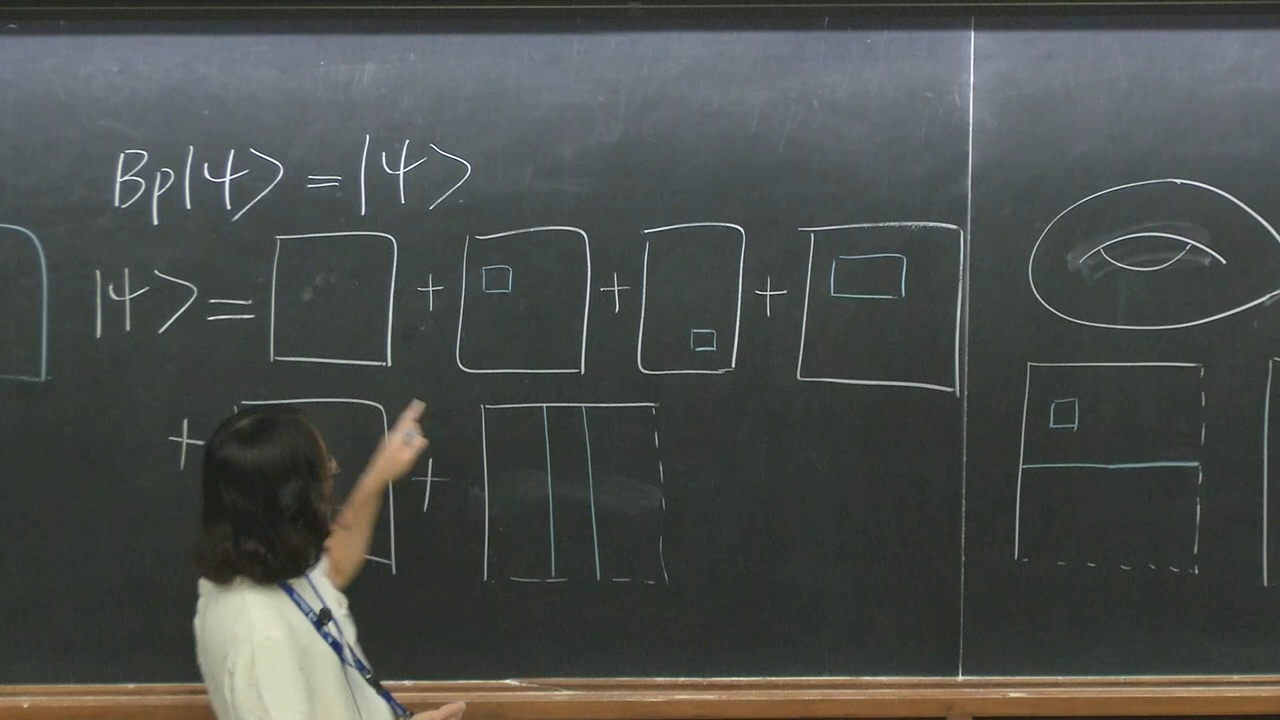 Bp|ψ⟩ = |ψ⟩
|ψ⟩ = + + +
+ +